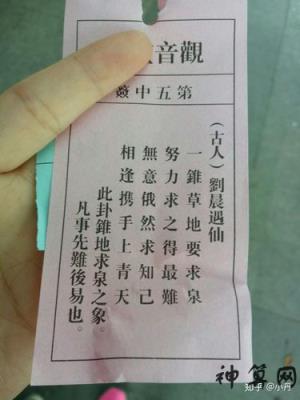 觀音
第五中簽
(古人)劉晨遇仙
一錐草地要求泉
努力求之得最難
無意俄然求知己
相逢携手上青天
此卦錐地求泉之象。
凡事先難後易也。
知乎 @小丹
神算网